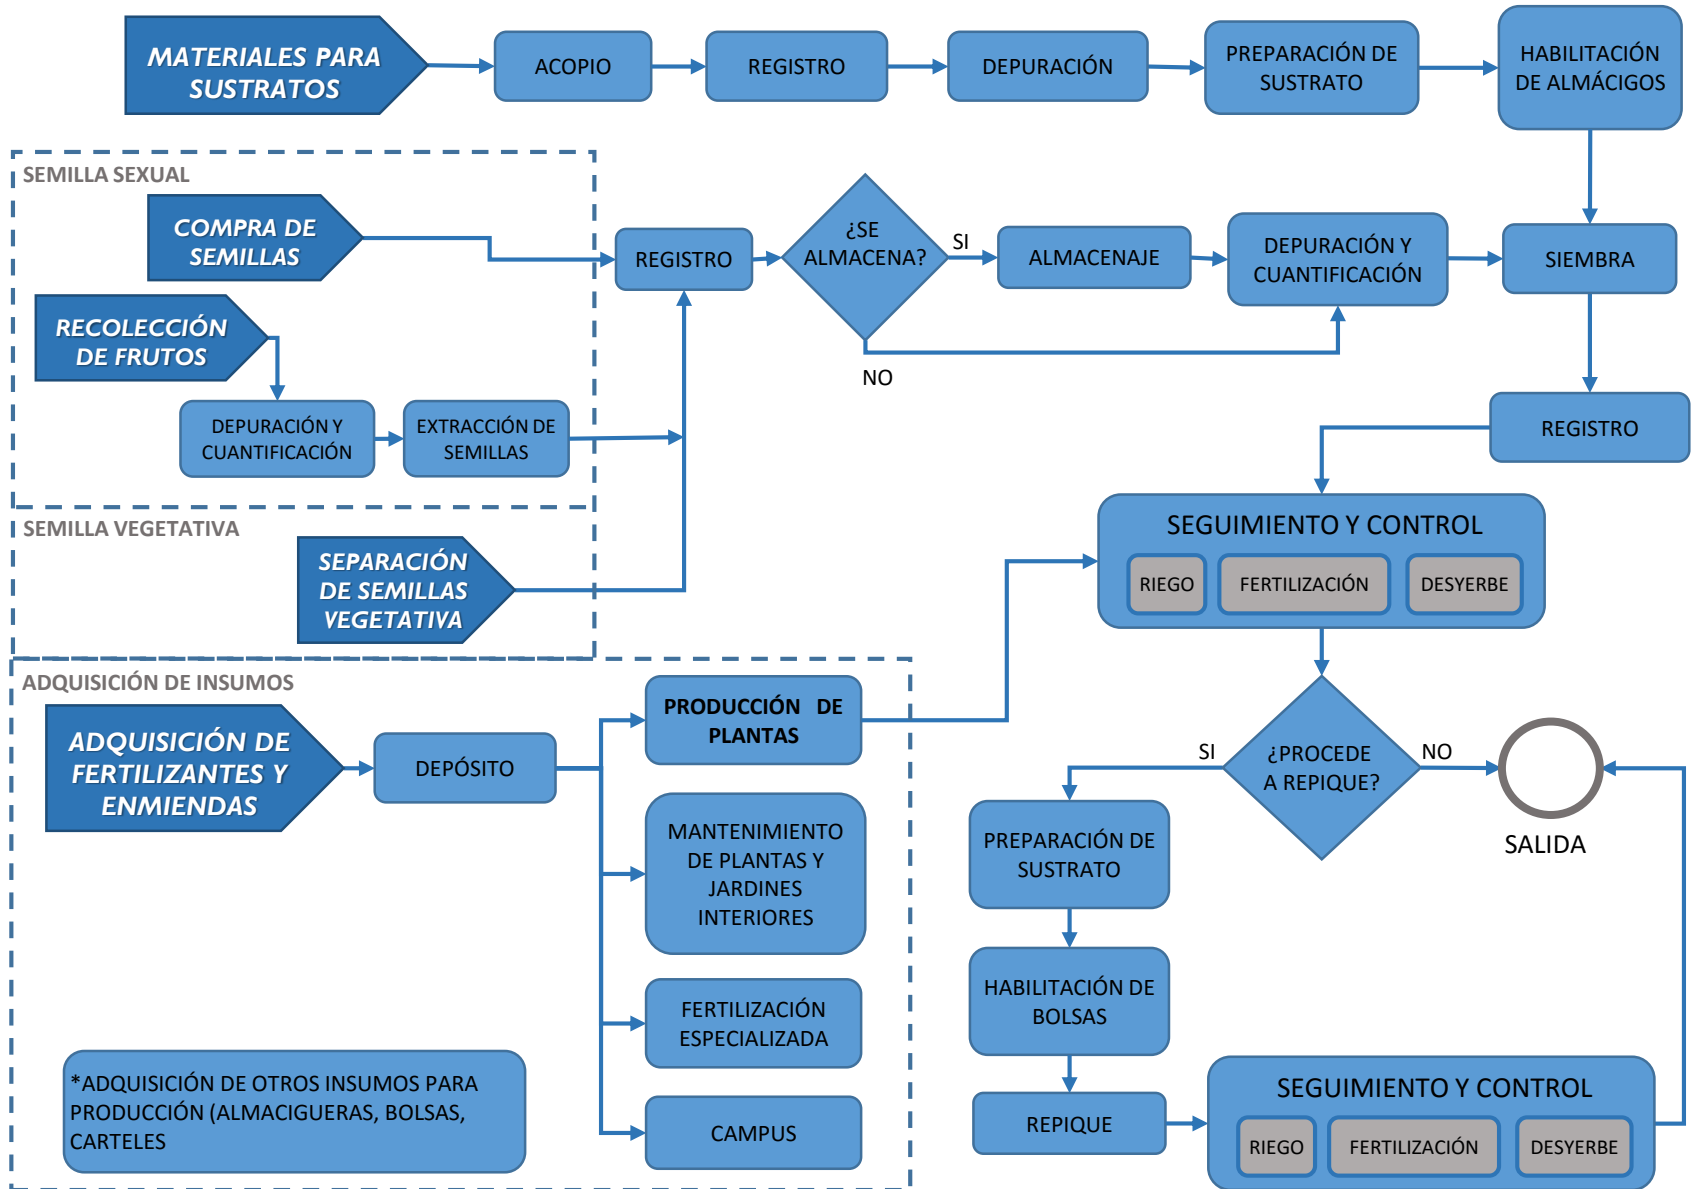 MATERIALES PARA
SUSTRATOS
ACOPIO
REGISTRO
DEPURACIÓN
PREPARACIÓN DE
SUSTRATO
HABILITACIÓN
DE ALMÁCIGOS
SEMILLA SEXUAL
COMPRA DE
SEMILLAS
REGISTRO
¿SE
ALMACENA?
SI
NO
ALMACENAJE
DEPURACIÓN Y
CUANTIFICACIÓN
SIEMBRA
RECOLECCIÓN
DE FRUTOS
DEPURACIÓN Y
CUANTIFICACIÓN
EXTRACCIÓN DE
SEMILLAS
REGISTRO
SEMILLA VEGETATIVA
SEPARACIÓN
DE SEMILLAS
VEGETATIVA
SEGUIMIENTO Y CONTROL
RIEGO
FERTILIZACIÓN
DESYERBE
ADQUISICIÓN DE INSUMOS
ADQUISICIÓN DE
FERTILIZANTES Y
ENMIENDAS
DEPÓSITO
PRODUCCIÓN DE
PLANTAS
MANTENIMIENTO
DE PLANTAS Y
JARDINES
INTERIORES
FERTILIZACIÓN
ESPECIALIZADA
CAMPUS
*ADQUISICIÓN DE OTROS INSUMOS PARA
PRODUCCIÓN (ALMACIGUERAS, BOLSAS,
CARTELES
SI
¿PROCEDE
A REPIQUE?
NO
SALIDA
PREPARACIÓN DE
SUSTRATO
HABILITACIÓN DE
BOLSAS
REPIQUE
SEGUIMIENTO Y CONTROL
RIEGO
FERTILIZACIÓN
DESYERBE